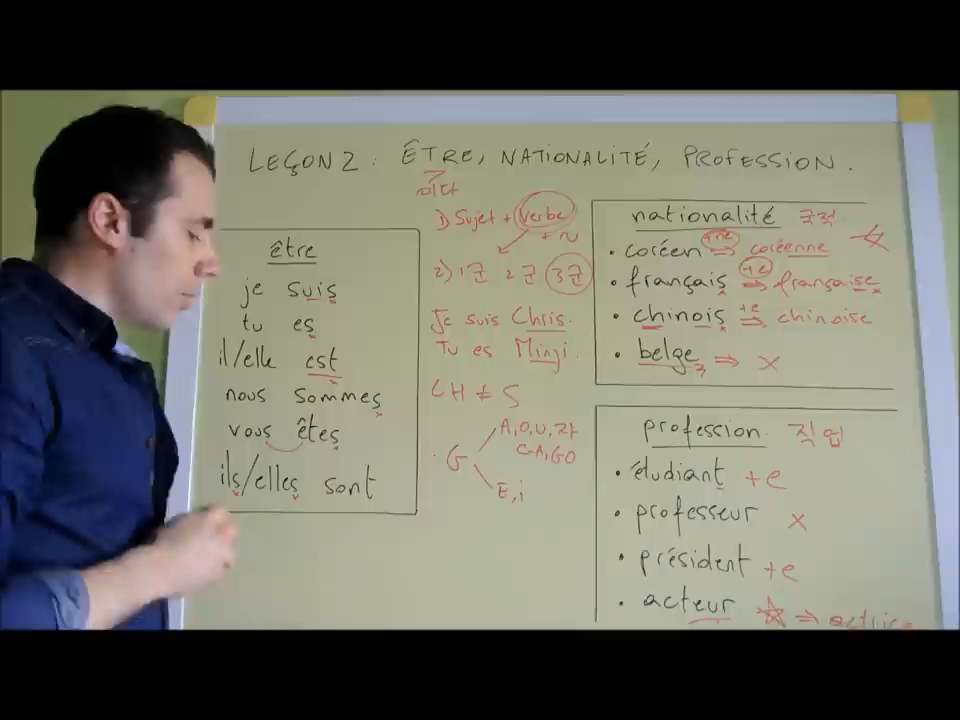 LEÇON 2 : ÊTRE, NATIONALITÉ, PROFESSION.
être
je suis
tu es
il/elle est
nous sommes
vous êtes
ils/elles sont
1) Sujet + verbe
+ ~
2) 1군 2군 3군
Je suis Chris.
Tu es Minji.
CH ≠ S
G
A, O, U, 자
GA, GO
E, i
nationalité 국적
• coréen +ne ⇒ coréenne
• français +e ⇒ française
• chinois +e ⇒ chinoise
• belge ⇒ X
profession. 직업
• étudiant +e
• professeur X
• président +e
• acteur ☆ ⇒ actrice